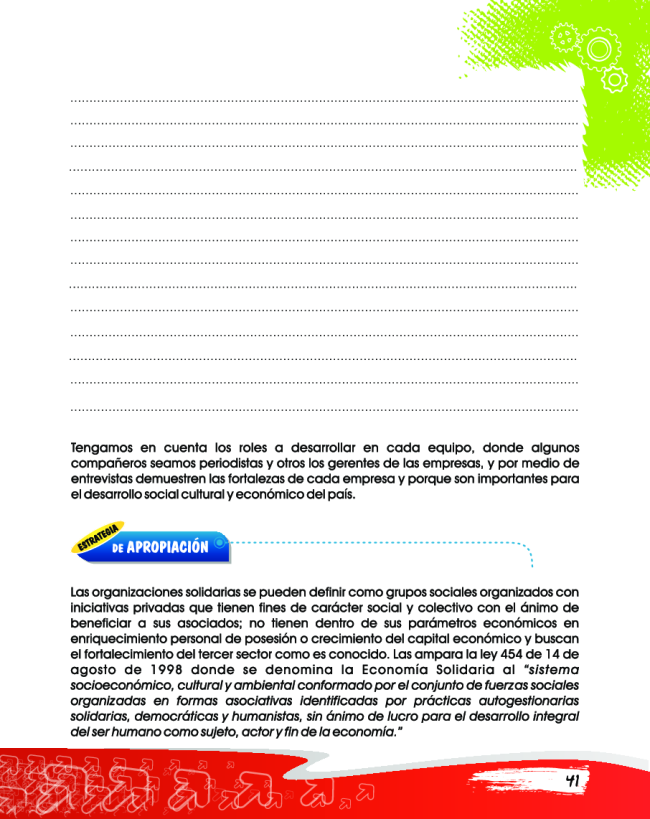 Tengamos en cuenta los roles a desarrollar en cada equipo, donde algunos
compañeros seamos periodistas y otros los gerentes de las empresas, y por medio de
entrevistas demuestren las fortalezas de cada empresa y porque son importantes para
el desarrollo social cultural y económico del país.
ESTRATEGIA
DE APROPIACIÓN
Las organizaciones solidarias se pueden definir como grupos sociales organizados con
iniciativas privadas que tienen fines de carácter social y colectivo con el ánimo de
beneficiar a sus asociados; no tienen dentro de sus parámetros económicos en
enriquecimiento personal de posesión o crecimiento del capital económico y buscan
el fortalecimiento del tercer sector como es conocido. Las ampara la ley 454 de 14 de
agosto de 1998 donde se denomina la Economía Solidaria al “sistema
socioeconómico, cultural y ambiental conformado por el conjunto de fuerzas sociales
organizadas en formas asociativas identificadas por prácticas autogestionarias
solidarias, democráticas y humanistas, sin ánimo de lucro para el desarrollo integral
del ser humano como sujeto, actor y fin de la economía.”
41